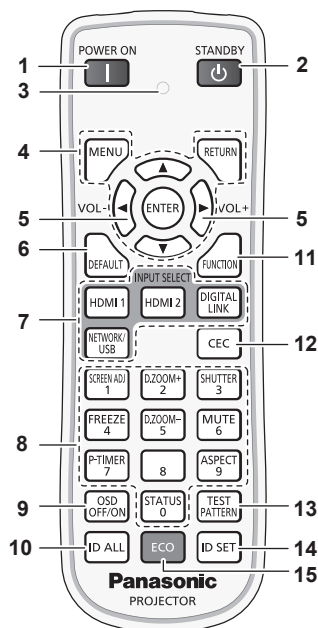 POWER ON STANDBY
1 2
3
4 MENU RETURN
VOL- ENTER VOL+
5 5
6 DEFAULT FUNCTION 11
INPUT SELECT
7 HDMI 1 HDMI 2 DIGITAL LINK
NETWORK/ USB CEC 12
SCREEN ADJ 1 D.ZOOM+ 2 SHUTTER 3
8 FREEZE 4 D.ZOOM− 5 MUTE 6
P-TIMER 7 8 ASPECT 9
9 OSD OFF/ON STATUS 0 TEST PATTERN 13
10 ID ALL ECO ID SET 14
15
Panasonic
PROJECTOR